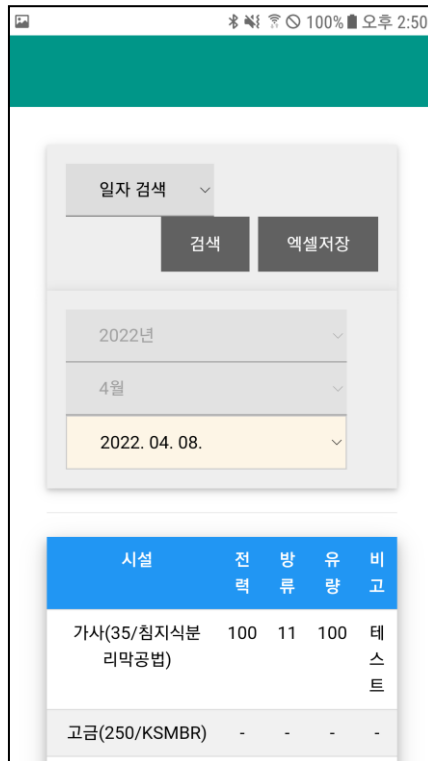 100% 오후 2:50
일자 검색
검색 엑셀저장
2022년
4월
2022. 04. 08.
시설 전 방 유 비
력 류 량 고
가사(35/침지식분 100 11 100 테
리막공법) 스
트
고금(250/KSMBR) - - - -